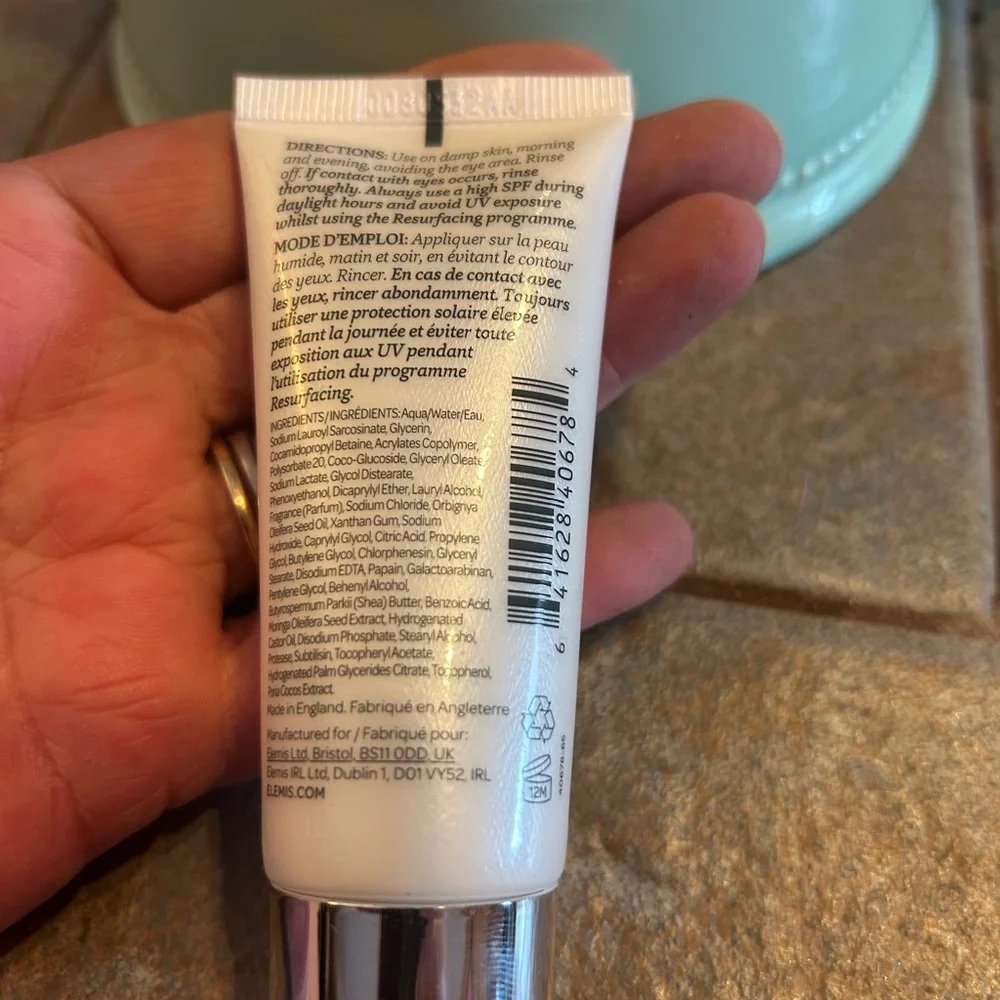 DIRECTIONS: Use on damp skin, morning
and evening, avoiding the eye area. Rinse
off. If contact with eyes occurs, rinse
thoroughly. Always use a high SPF during
daylight hours and avoid UV exposure
whilst using the Resurfacing programme.
MODE D'EMPLOI: Appliquer sur la peau
humide, matin et soir, en évitant le contour
des yeux. Rincer. En cas de contact avec
les yeux, rincer abondamment. Toujours
utiliser une protection solaire élevée
pendant la journée et éviter toute
exposition aux UV pendant
l'utilisation du programme
Resurfacing.
INGREDIENTS/INGRÉDIENTS: Aqua/Water/Eau,
Sodium Lauroyl Sarcosinate, Glycerin,
Cocamidopropyl Betaine, Acrylates Copolymer,
Polysorbate 20, Coco-Glucoside, Glyceryl Oleate,
Sodium Lactate, Glycol Distearate,
Phenoxyethanol, Dicaprylyl Ether, Lauryl Alcohol,
Fragrance (Parfum), Sodium Chloride, Orbignya
Oleifera Seed Oil, Xanthan Gum, Sodium
Hydroxide, Caprylyl Glycol, Citric Acid, Propylene
Glycol, Butylene Glycol, Chlorphenesin, Glyceryl
Stearate, Disodium EDTA, Papain, Galactoarabinan,
Pentylene Glycol, Behenyl Alcohol,
Butyrospermum Parkii (Shea) Butter, Benzoic Acid,
Moringa Oleifera Seed Extract, Hydrogenated
Castor Oil, Disodium Phosphate, Stearyl Alcohol,
Protease, Subtilisin, Tocopheryl Acetate,
Hydrogenated Palm Glycerides Citrate, Tocopherol,
Poria Cocos Extract.
Made in England. Fabriqué en Angleterre
Manufactured for / Fabriqué pour:
Elemis Ltd, Bristol, BS11 0DD, UK
Elemis IRL Ltd, Dublin 1, D01 VY52, IRL
ELEMIS.COM
6 41628 40678 4
12M